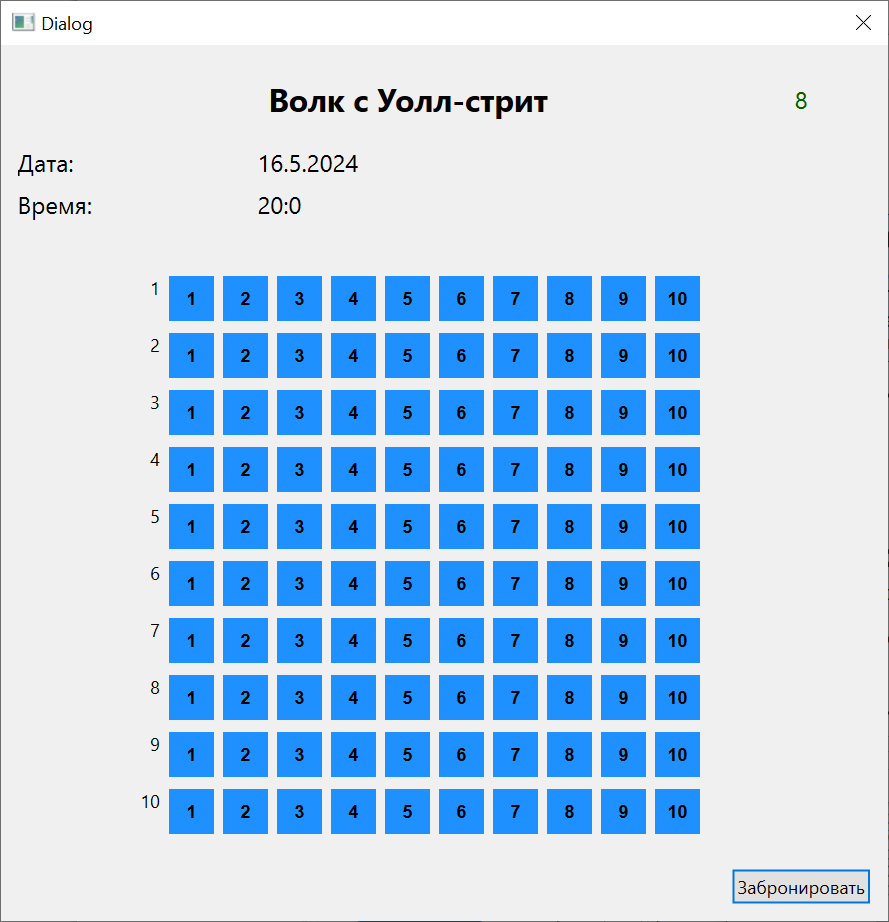 Dialog
Волк с Уолл-стрит 8
Дата: 16.5.2024
Время: 20:0
1 1 2 3 4 5 6 7 8 9 10
2 1 2 3 4 5 6 7 8 9 10
3 1 2 3 4 5 6 7 8 9 10
4 1 2 3 4 5 6 7 8 9 10
5 1 2 3 4 5 6 7 8 9 10
6 1 2 3 4 5 6 7 8 9 10
7 1 2 3 4 5 6 7 8 9 10
8 1 2 3 4 5 6 7 8 9 10
9 1 2 3 4 5 6 7 8 9 10
10 1 2 3 4 5 6 7 8 9 10
Забронировать